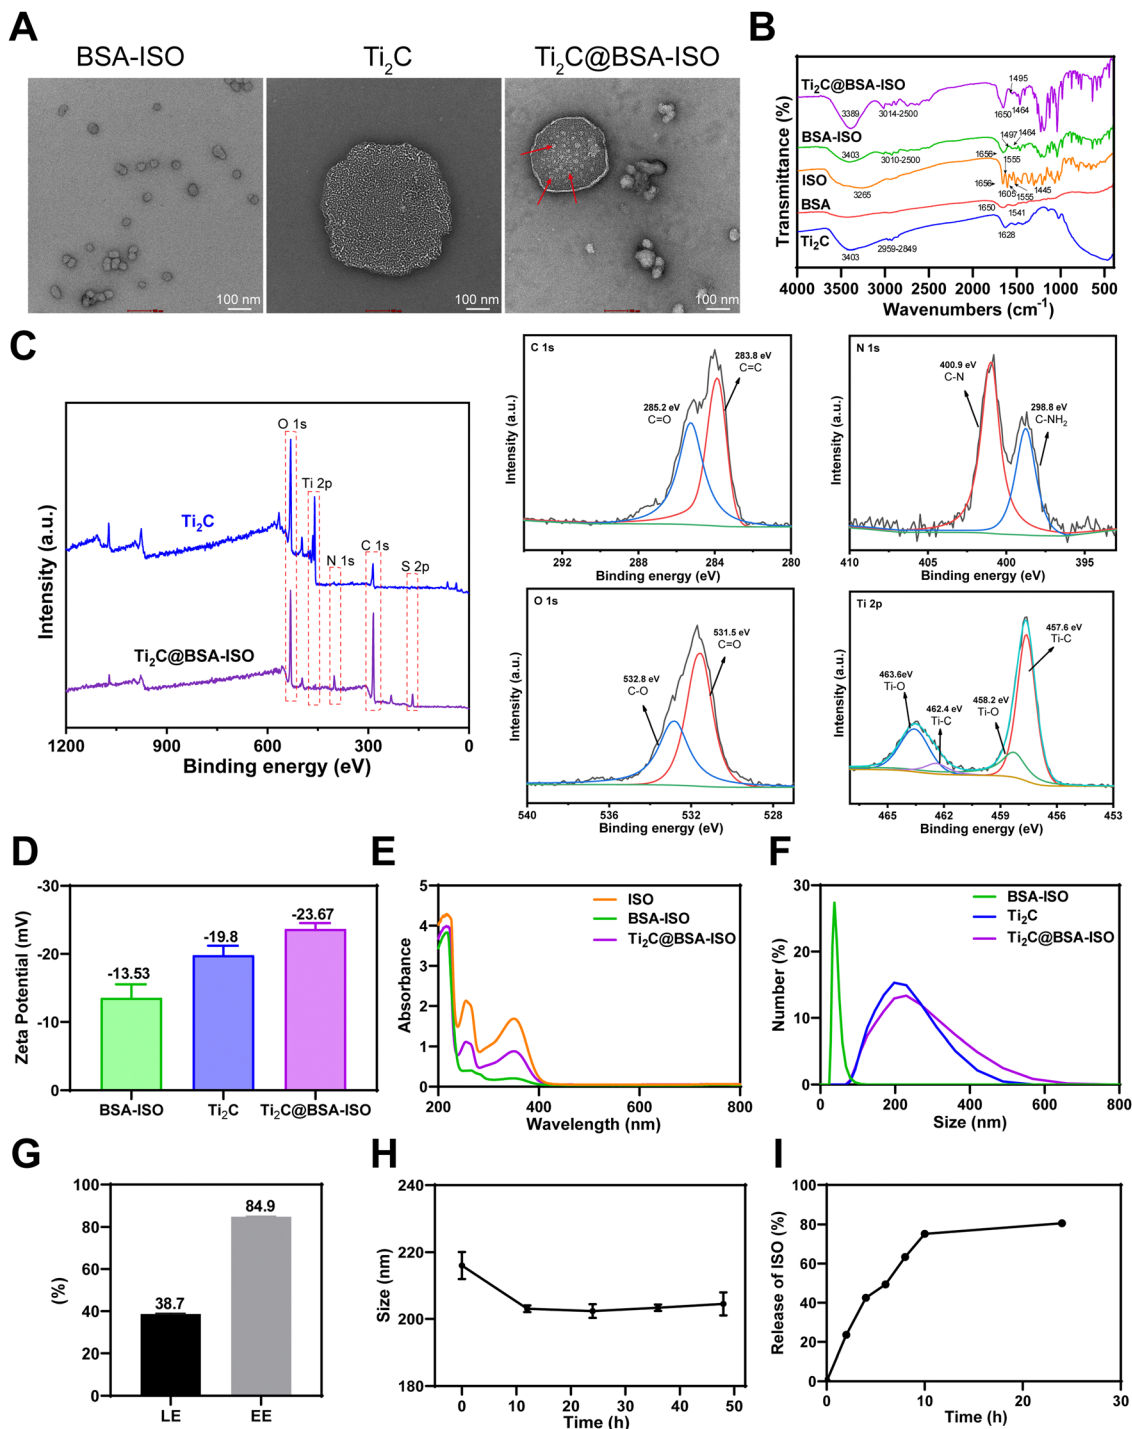 A
BSA-ISO
Ti2C
Ti2C@BSA-ISO
100 nm
100 nm
100 nm
B
Transmittance (%)
Ti2C@BSA-ISO
3389
3014-2500
1650
1495
1464
BSA-ISO
3403
3010-2500
1656
1497
1464
1555
ISO
3265
1656
1605
1555
1445
BSA
1650
1541
Ti2C
3403
2959-2849
1628
4000 3500 3000 2500 2000 1500 1000 500
Wavenumbers (cm-1)
C
Intensity (a.u.)
O 1s
Ti 2p
N 1s
C 1s
S 2p
Ti2C
Ti2C@BSA-ISO
1200 900 600 300 0
Binding energy (eV)
C 1s
283.8 eV
C=C
285.2 eV
C=O
Intensity (a.u.)
292 288 284 280
Binding energy (eV)
N 1s
400.9 eV
C-N
298.8 eV
C-NH2
Intensity (a.u.)
410 405 400 395
Binding energy (eV)
O 1s
531.5 eV
C=O
532.8 eV
C-O
Intensity (a.u.)
540 536 532 528
Binding energy (eV)
Ti 2p
457.6 eV
Ti-C
463.6eV
Ti-O
462.4 eV
Ti-C
458.2 eV
Ti-O
Intensity (a.u.)
465 462 459 456 453
Binding energy (eV)
D
Zeta Potential (mV)
-30
-20
-10
0
-13.53
-19.8
-23.67
BSA-ISO Ti2C Ti2C@BSA-ISO
E
Absorbance
5
4
3
2
1
0
ISO
BSA-ISO
Ti2C@BSA-ISO
200 400 600 800
Wavelength (nm)
F
Number (%)
30
20
10
0
BSA-ISO
Ti2C
Ti2C@BSA-ISO
0 200 400 600 800
Size (nm)
G
(%)
100
80
60
40
20
0
38.7
84.9
LE EE
H
Size (nm)
240
220
200
180
0 10 20 30 40 50
Time (h)
I
Release of ISO (%)
100
80
60
40
20
0
0 10 20 30
Time (h)